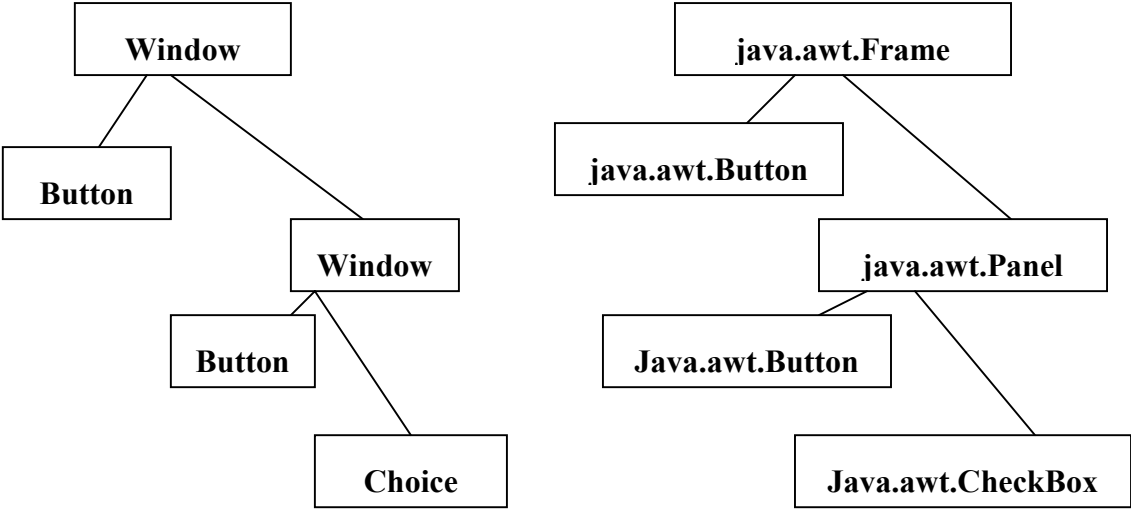 Window
java.awt.Frame
Button
java.awt.Button
Window
java.awt.Panel
Button
Java.awt.Button
Choice
Java.awt.CheckBox